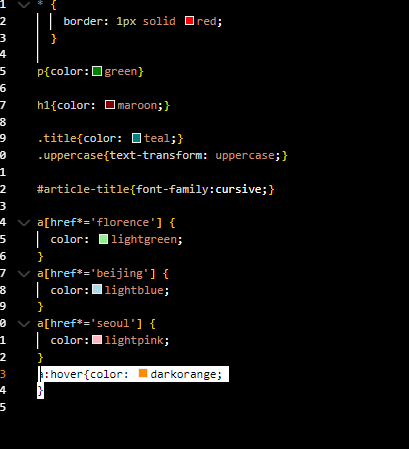 1 * {
2 border: 1px solid red;
3 }
4
5 p{color:green}
6
7 h1{color: maroon;}
8
9 .title{color: teal;}
0 .uppercase{text-transform: uppercase;}
1
2 #article-title{font-family:cursive;}
3
4 a[href*='florence'] {
5 color: lightgreen;
6 }
7 a[href*='beijing'] {
8 color:lightblue;
9 }
0 a[href*='seoul'] {
1 color:lightpink;
2 }
3 a:hover{color: darkorange;
4 }
5